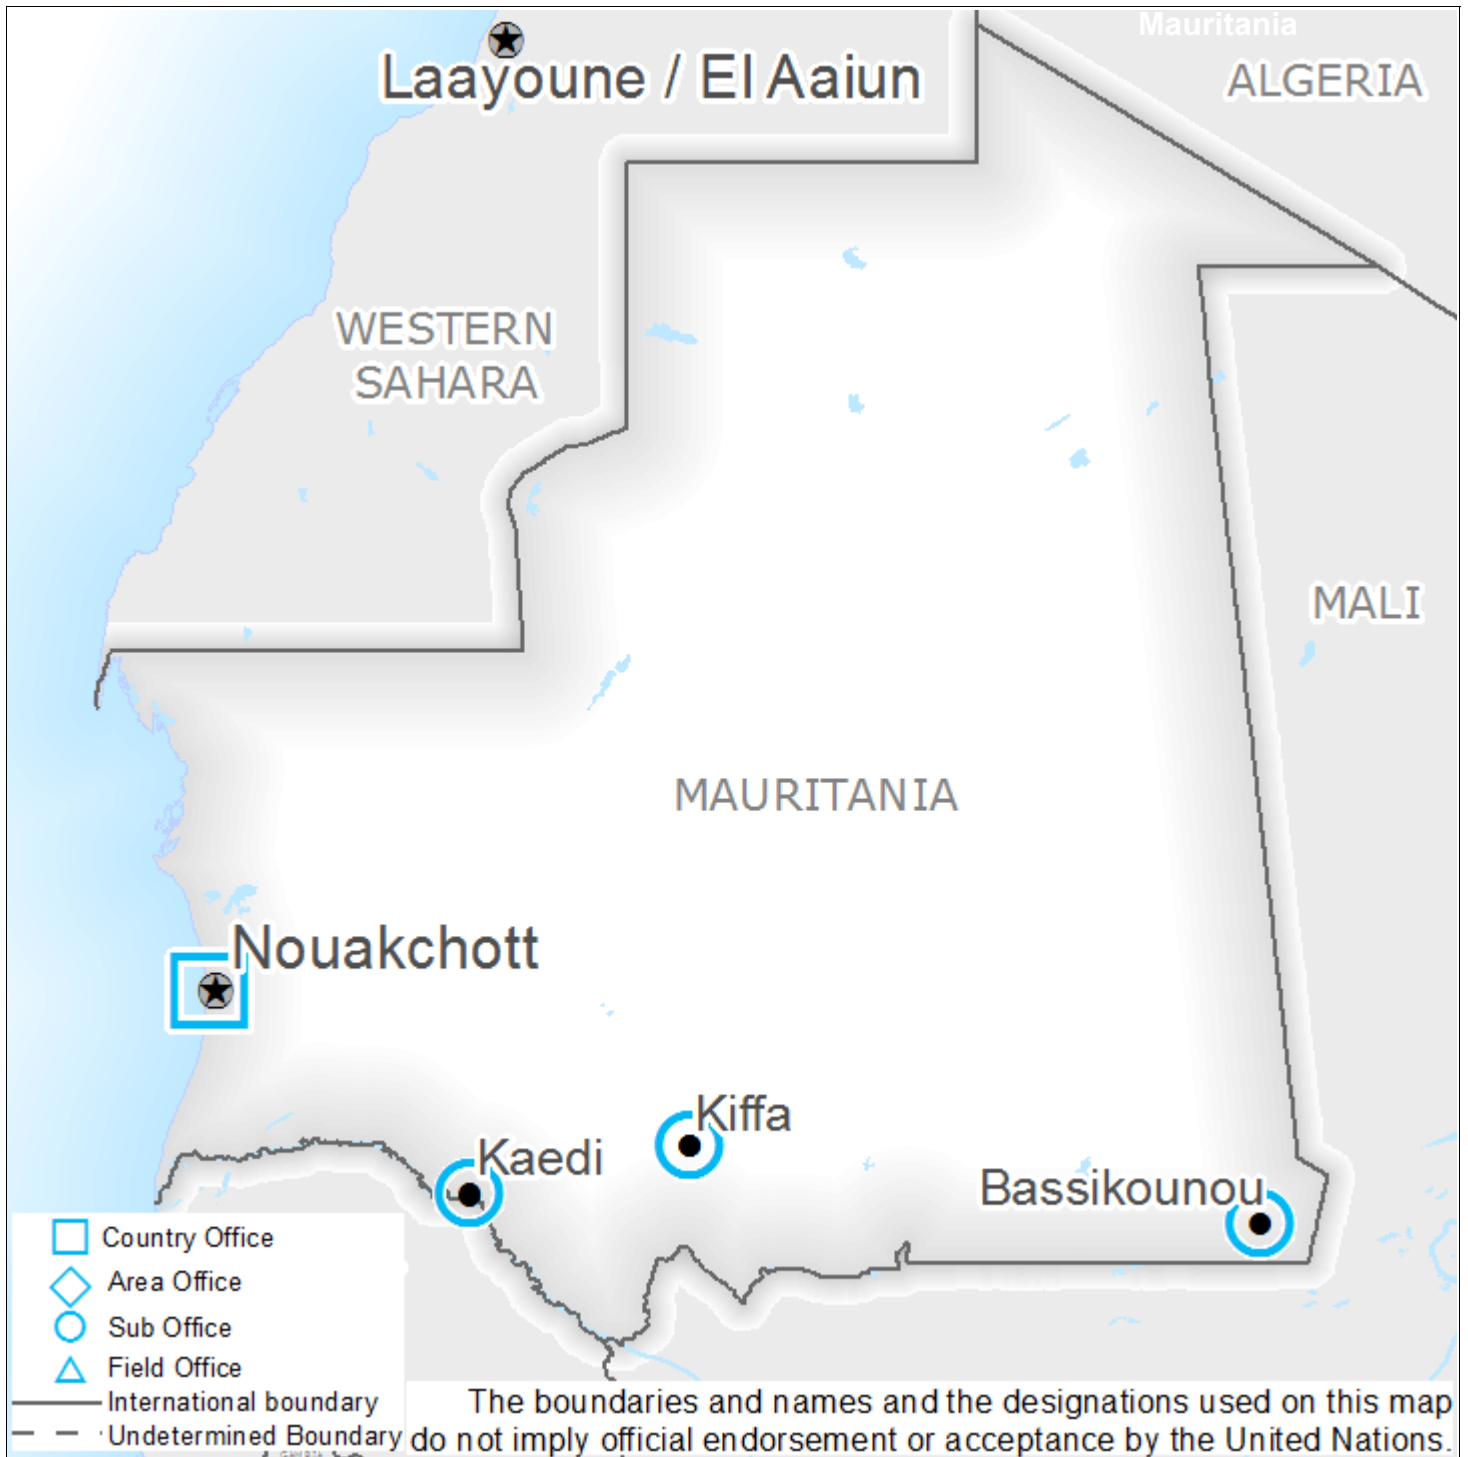 Mauritania
Laayoune / El Aaiun
ALGERIA
WESTERN
SAHARA
MALI
MAURITANIA
Nouakchott
Kiffa
Kaedi
Bassikounou
Country Office
Area Office
Sub Office
Field Office
International boundary
Undetermined Boundary
The boundaries and names and the designations used on this map
do not imply official endorsement or acceptance by the United Nations.